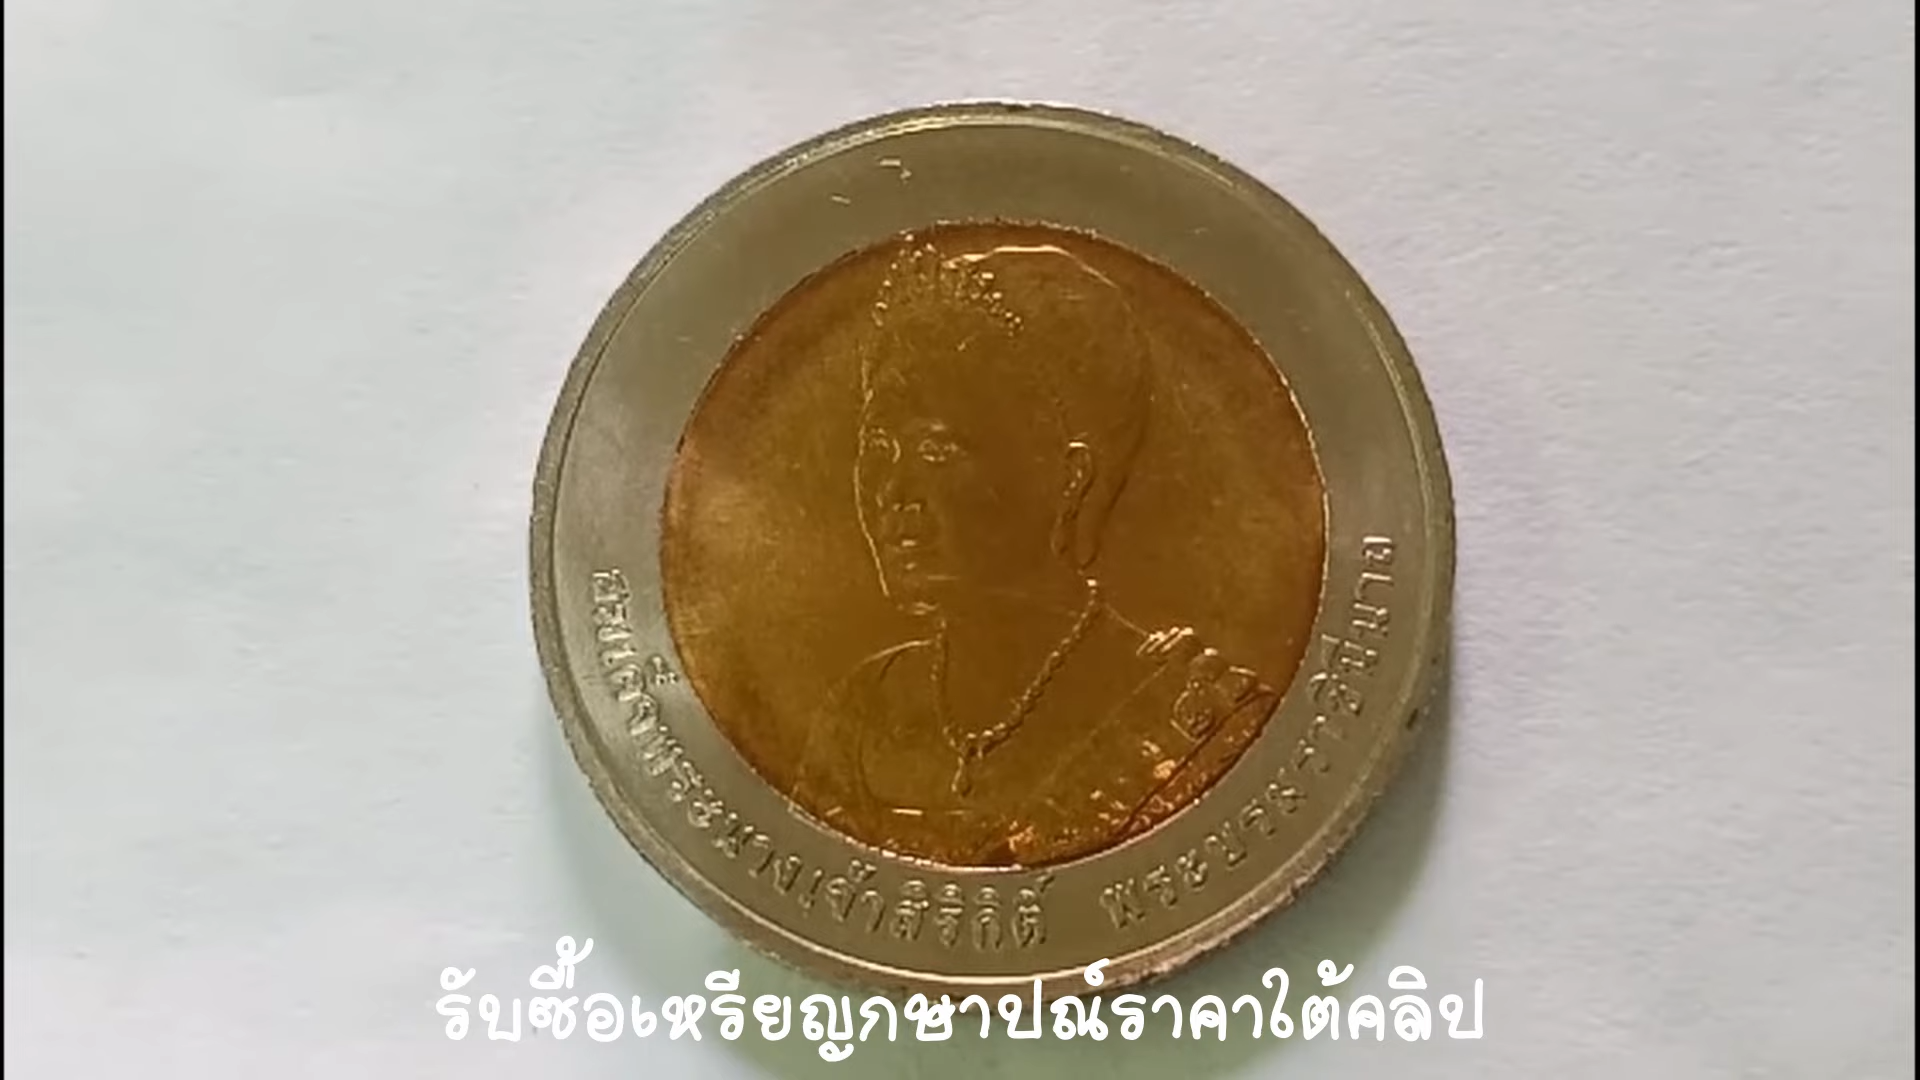 สมเด็จพระนางเจ้าสิริกิติ์ พระบรมราชินีนาถ
รับซื้อเหรียญกษาปณ์ราคาใต้คลิป